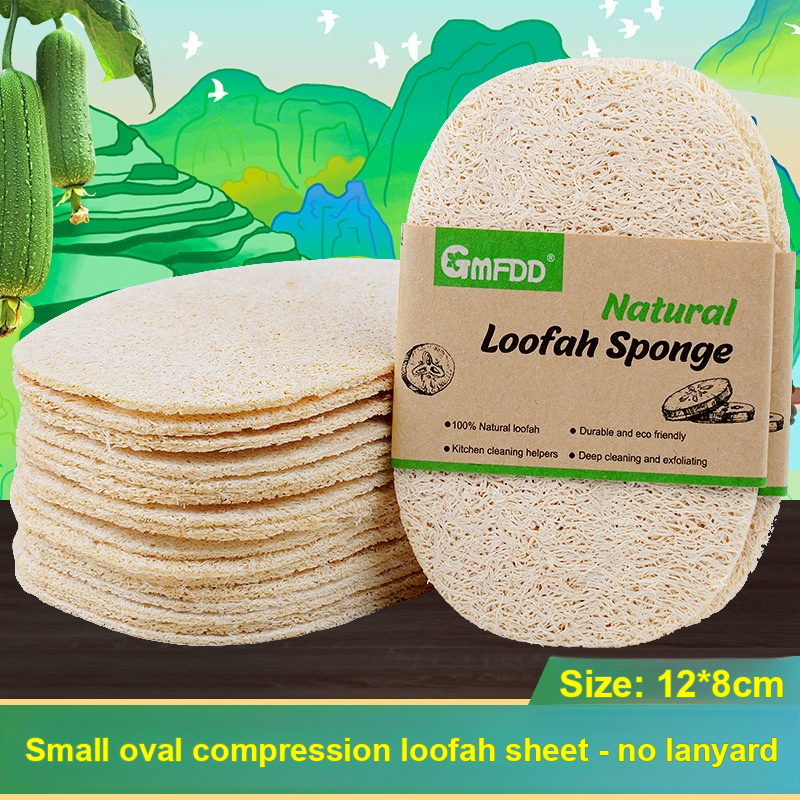 GMFDD®
Natural
Loofah Sponge
●100% Natural loofah
● Durable and eco friendly
●Kitchen cleaning helpers
● Deep cleaning and exfoliating
Size: 12*8cm
Small oval compression loofah sheet - no lanyard